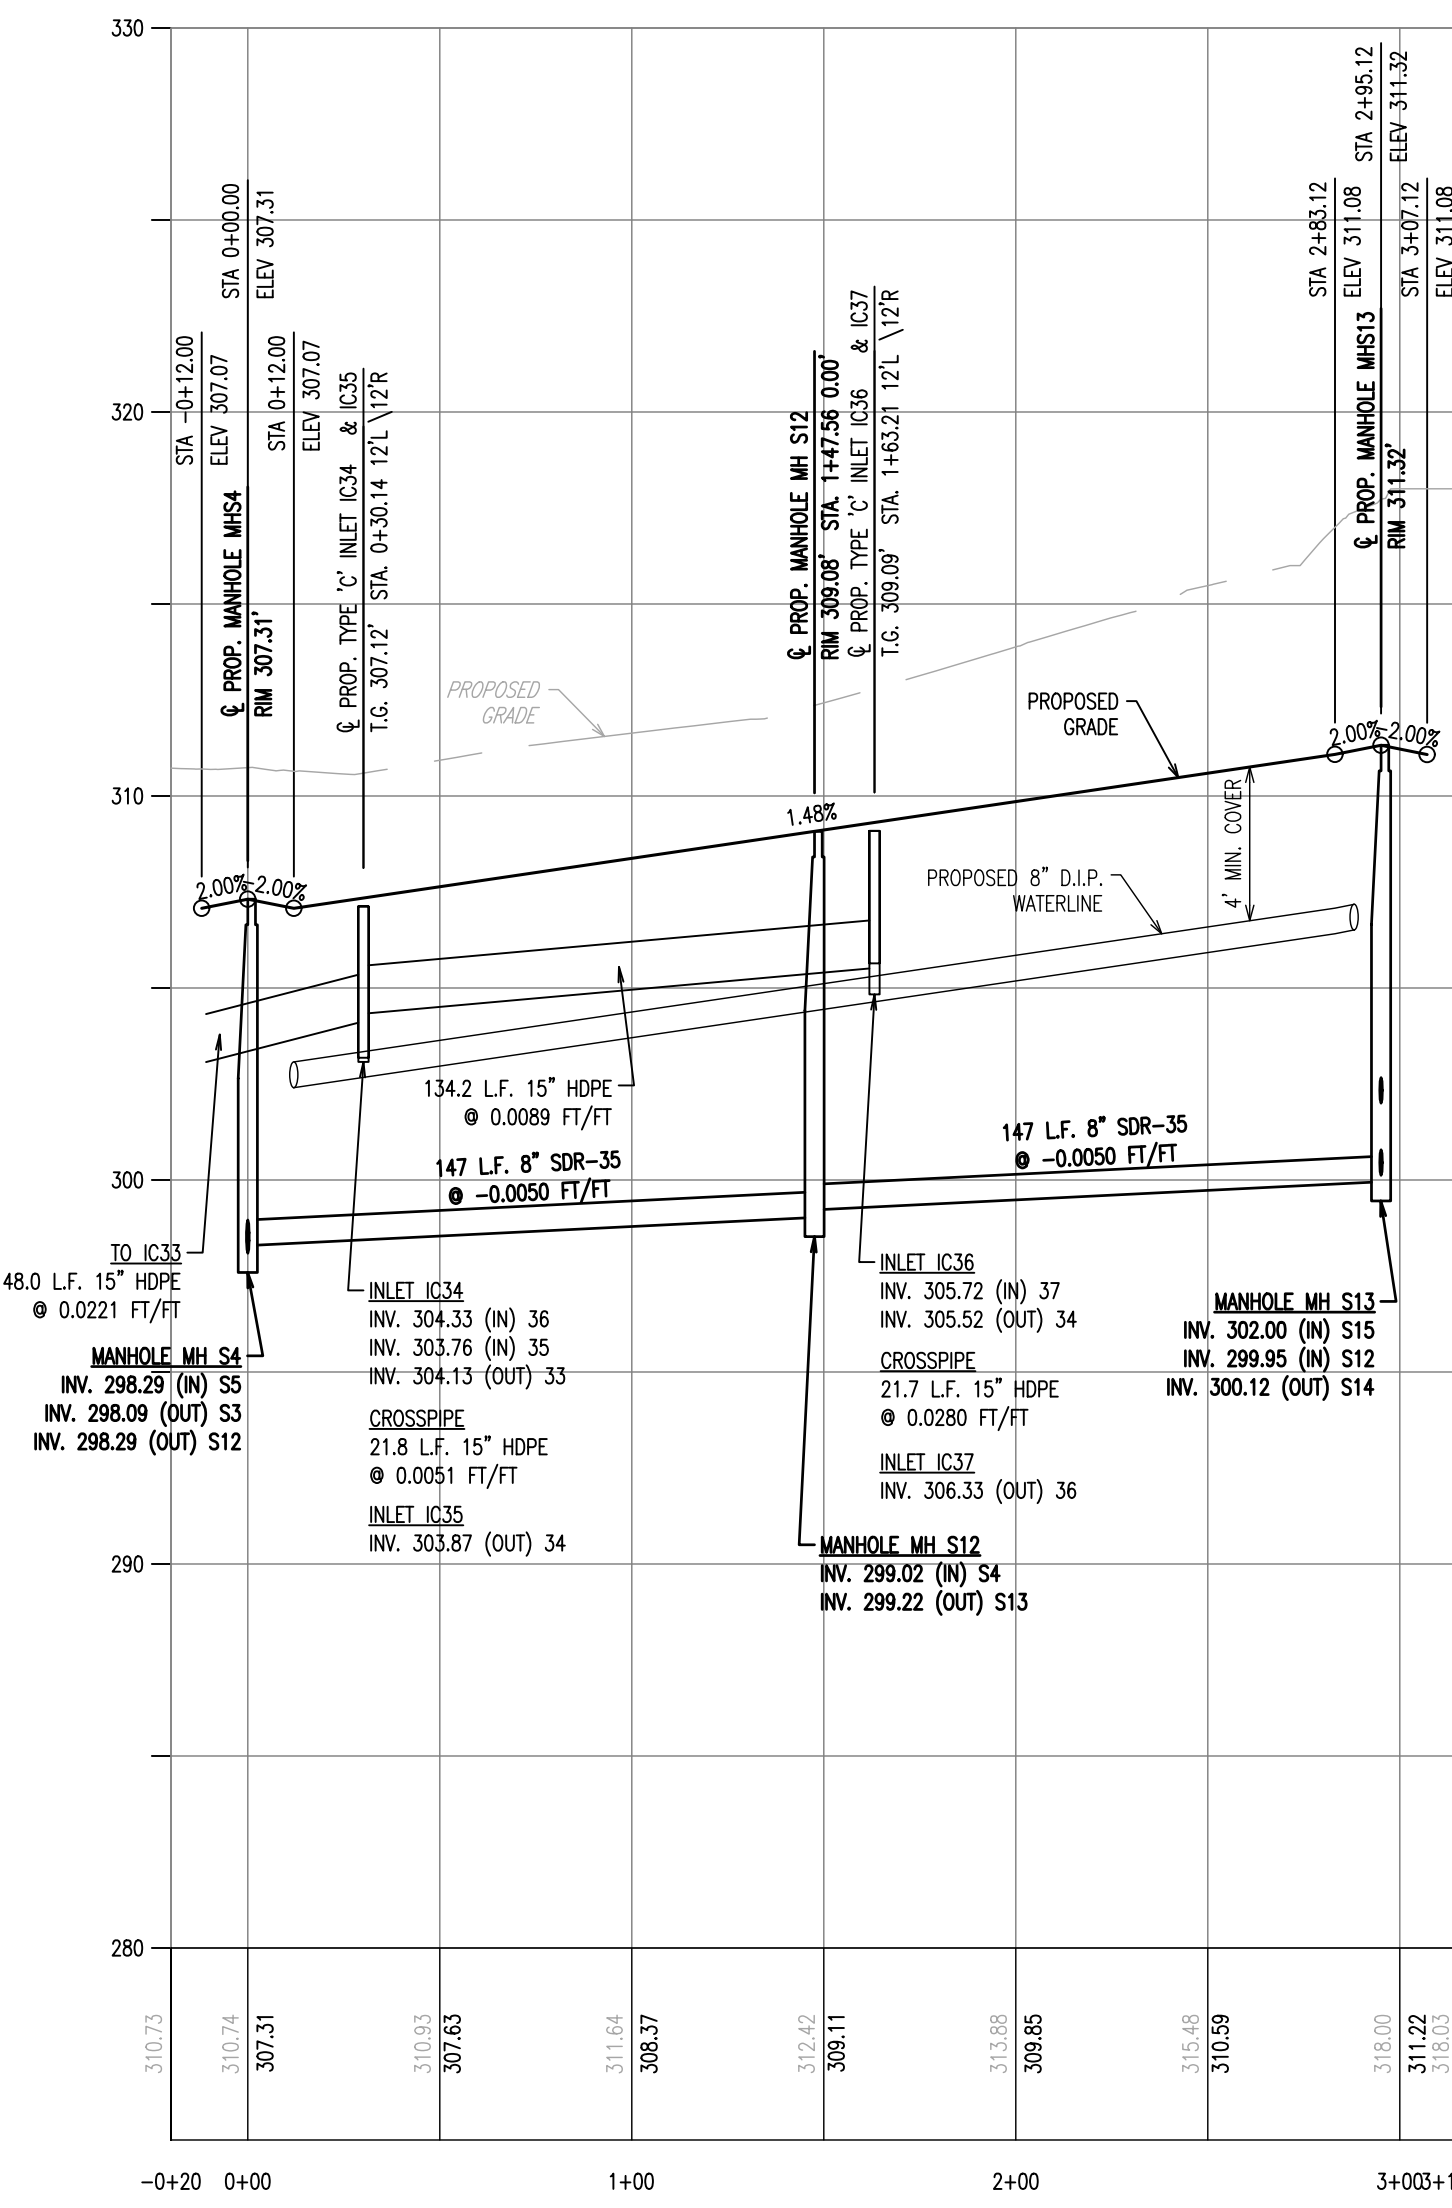 330
320
310
300
290
280
STA -0+12.00
ELEV 307.07
STA 0+00.00
ELEV 307.31
STA 0+12.00
ELEV 307.07
℄ PROP. MANHOLE MHS4
RIM 307.31'
℄ PROP. TYPE 'C' INLET IC34 & IC35
T.G. 307.12' STA. 0+30.14 12'L \12'R
℄ PROP. MANHOLE MH S12
RIM 309.08' STA. 1+47.56 0.00'
℄ PROP. TYPE 'C' INLET IC36 & IC37
T.G. 309.09' STA. 1+63.21 12'L \12'R
STA 2+83.12
ELEV 311.08
STA 2+95.12
ELEV 311.32
STA 3+07.12
ELEV 311.08
℄ PROP. MANHOLE MHS13
RIM 311.32'
PROPOSED
GRADE
PROPOSED
GRADE
2.00%
-2.00%
1.48%
2.00%
-2.00%
4' MIN. COVER
PROPOSED 8" D.I.P.
WATERLINE
134.2 L.F. 15" HDPE
@ 0.0089 FT/FT
147 L.F. 8" SDR-35
@ -0.0050 FT/FT
147 L.F. 8" SDR-35
@ -0.0050 FT/FT
TO IC33
48.0 L.F. 15" HDPE
@ 0.0221 FT/FT
MANHOLE MH S4
INV. 298.29 (IN) S5
INV. 298.09 (OUT) S3
INV. 298.29 (OUT) S12
INLET IC34
INV. 304.33 (IN) 36
INV. 303.76 (IN) 35
INV. 304.13 (OUT) 33
CROSSPIPE
21.8 L.F. 15" HDPE
@ 0.0051 FT/FT
INLET IC35
INV. 303.87 (OUT) 34
INLET IC36
INV. 305.72 (IN) 37
INV. 305.52 (OUT) 34
CROSSPIPE
21.7 L.F. 15" HDPE
@ 0.0280 FT/FT
INLET IC37
INV. 306.33 (OUT) 36
MANHOLE MH S12
INV. 299.02 (IN) S4
INV. 299.22 (OUT) S13
MANHOLE MH S13
INV. 302.00 (IN) S15
INV. 299.95 (IN) S12
INV. 300.12 (OUT) S14
310.73
310.74
307.31
310.93
307.63
311.64
308.37
312.42
309.11
313.88
309.85
315.48
310.59
318.00
311.22
318.03
-0+20 0+00 1+00 2+00 3+00 3+1